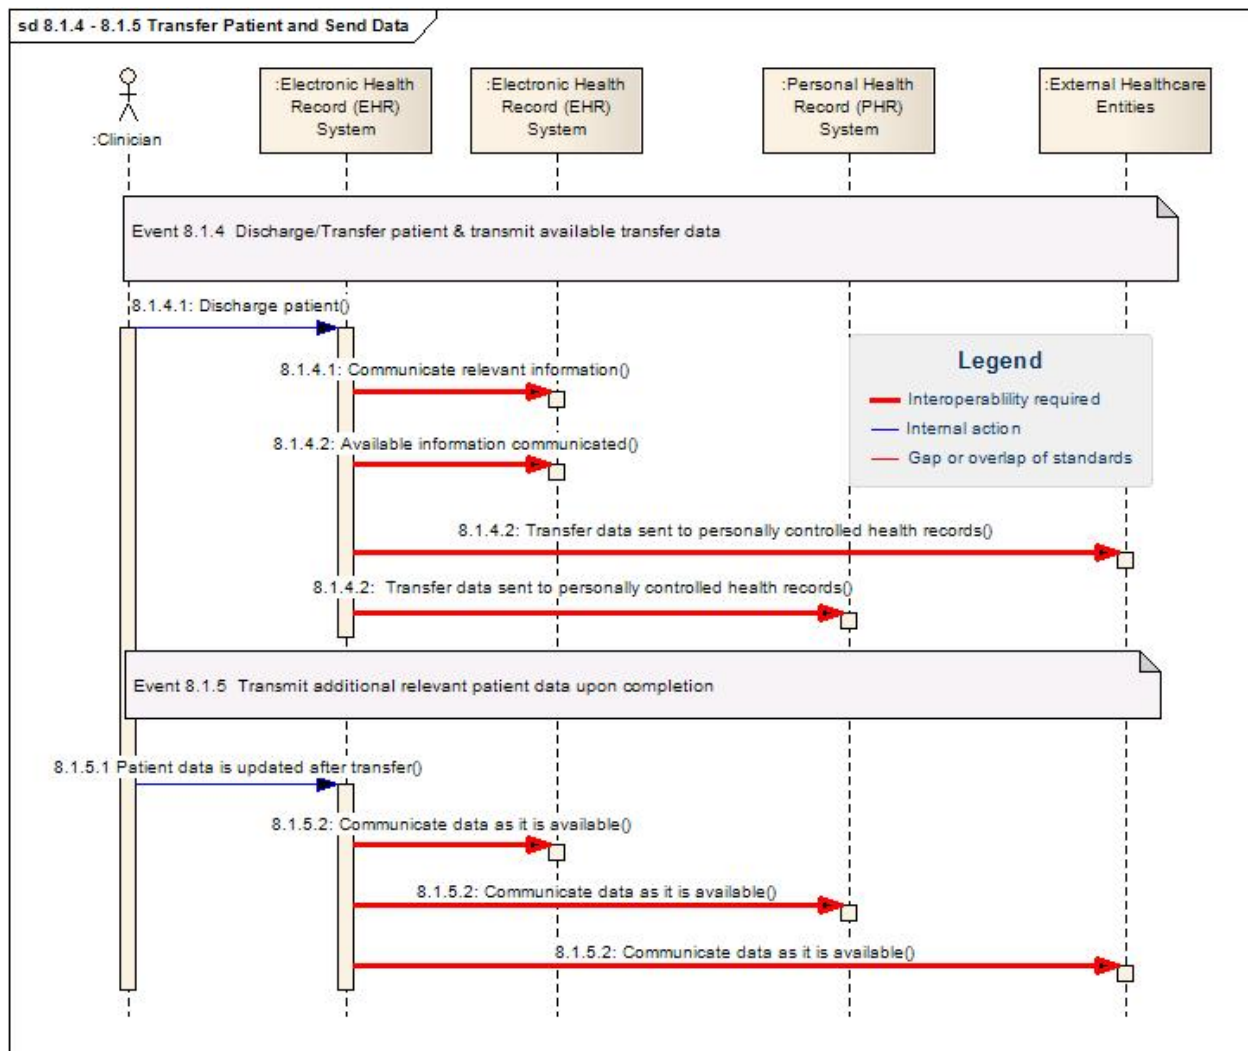 sd 8.1.4 - 8.1.5 Transfer Patient and Send Data
:Clinician
:Electronic Health
Record (EHR)
System
:Electronic Health
Record (EHR)
System
:Personal Health
Record (PHR)
System
:External Healthcare
Entities
Event 8.1.4  Discharge/Transfer patient & transmit available transfer data
8.1.4.1: Discharge patient()
8.1.4.1: Communicate relevant information()
Legend
Interoperablility required
Internal action
Gap or overlap of standards
8.1.4.2: Available information communicated()
8.1.4.2: Transfer data sent to personally controlled health records()
8.1.4.2:  Transfer data sent to personally controlled health records()
Event 8.1.5  Transmit additional relevant patient data upon completion
8.1.5.1 Patient data is updated after transfer()
8.1.5.2: Communicate data as it is available()
8.1.5.2: Communicate data as it is available()
8.1.5.2: Communicate data as it is available()